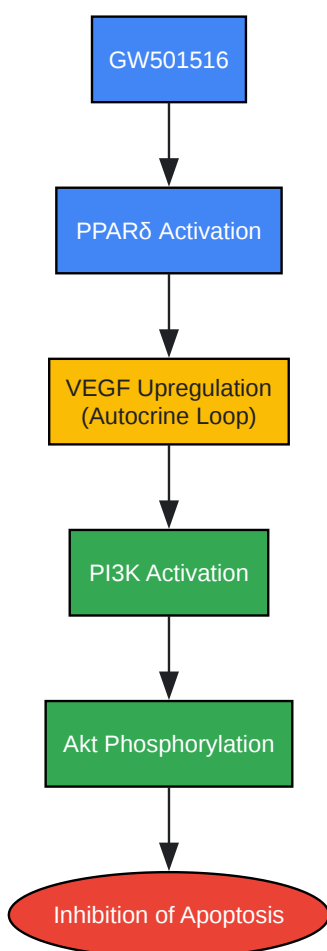 GW501516
PPARδ Activation
VEGF Upregulation
(Autocrine Loop)
PI3K Activation
Akt Phosphorylation
Inhibition of Apoptosis